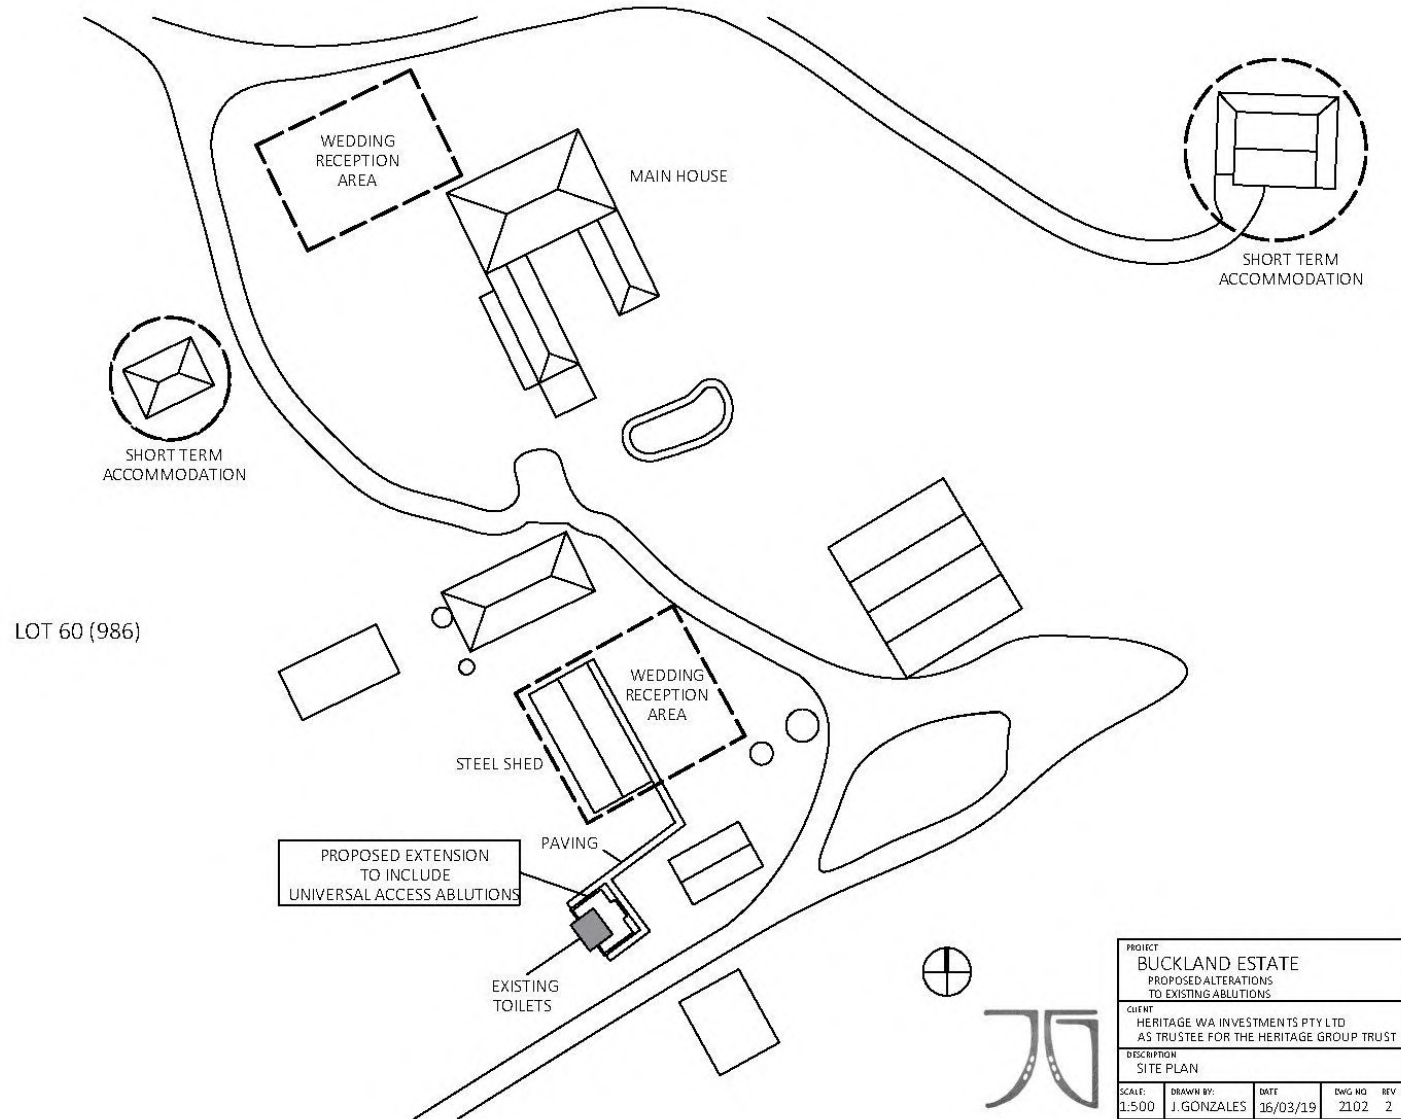 WEDDING
RECEPTION
AREA
MAIN HOUSE
SHORT TERM
ACCOMMODATION
SHORT TERM
ACCOMMODATION
LOT 60 (986)
WEDDING
RECEPTION
AREA
STEEL SHED
PAVING
PROPOSED EXTENSION
TO INCLUDE
UNIVERSAL ACCESS ABLUTIONS
EXISTING
TOILETS
JG
PROJECT
BUCKLAND ESTATE
PROPOSED ALTERATIONS
TO EXISTING ABLUTIONS
CLIENT
HERITAGE WA INVESTMENTS PTY LTD
AS TRUSTEE FOR THE HERITAGE GROUP TRUST
DESCRIPTION
SITE PLAN
SCALE: DRAWN BY: DATE DWG NO REV
1:500 J.GONZALES 16/03/19 2102 2